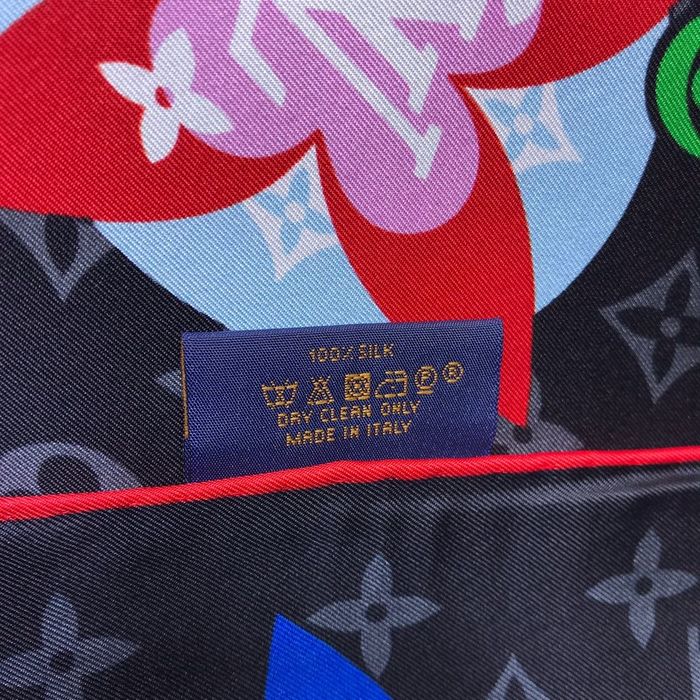 100% SILK
P ®
DRY CLEAN ONLY
MADE IN ITALY